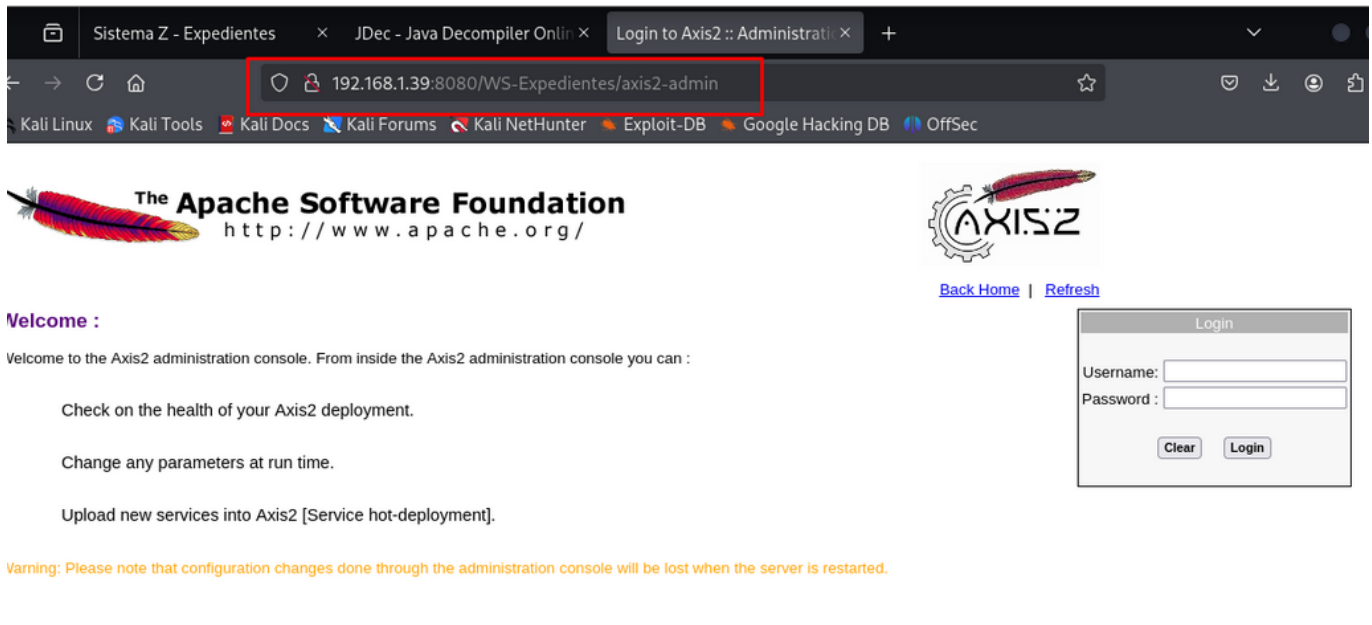 Sistema Z - Expedientes
JDec - Java Decompiler Onlin
Login to Axis2 :: Administratic
192.168.1.39:8080/WS-Expedientes/axis2-admin
Kali Linux Kali Tools Kali Docs Kali Forums Kali NetHunter Exploit-DB Google Hacking DB OffSec
The Apache Software Foundation
http://www.apache.org/
AXIS2
Back Home | Refresh
Welcome :
Login
Welcome to the Axis2 administration console. From inside the Axis2 administration console you can :
Username:
Password :
Check on the health of your Axis2 deployment.
Clear Login
Change any parameters at run time.
Upload new services into Axis2 [Service hot-deployment].
Warning: Please note that configuration changes done through the administration console will be lost when the server is restarted.